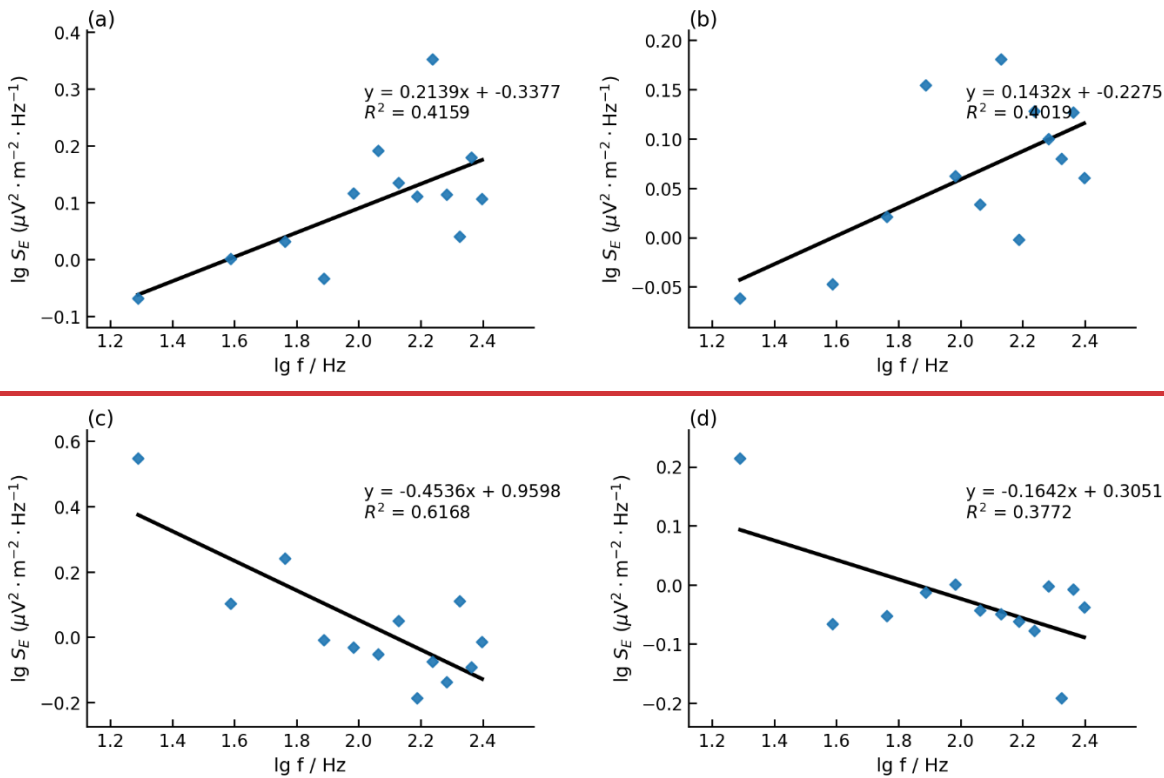 (a)
lg S_E (μV² · m⁻² · Hz⁻¹)
0.4
0.3
0.2
0.1
0.0
−0.1
y = 0.2139x + -0.3377
R² = 0.4159
1.2 1.4 1.6 1.8 2.0 2.2 2.4
lg f / Hz
(b)
lg S_E (μV² · m⁻² · Hz⁻¹)
0.20
0.15
0.10
0.05
0.00
−0.05
y = 0.1432x + -0.2275
R² = 0.4019
1.2 1.4 1.6 1.8 2.0 2.2 2.4
lg f / Hz
(c)
lg S_E (μV² · m⁻² · Hz⁻¹)
0.6
0.4
0.2
0.0
−0.2
y = -0.4536x + 0.9598
R² = 0.6168
1.2 1.4 1.6 1.8 2.0 2.2 2.4
lg f / Hz
(d)
lg S_E (μV² · m⁻² · Hz⁻¹)
0.2
0.1
0.0
−0.1
−0.2
y = -0.1642x + 0.3051
R² = 0.3772
1.2 1.4 1.6 1.8 2.0 2.2 2.4
lg f / Hz